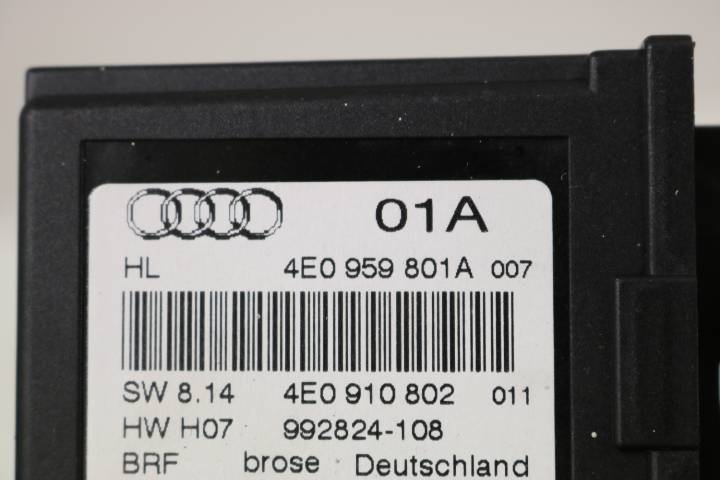 01A
HL 4E0 959 801A 007
SW 8.14 4E0 910 802 011
HW H07 992824-108
BRF brose Deutschland